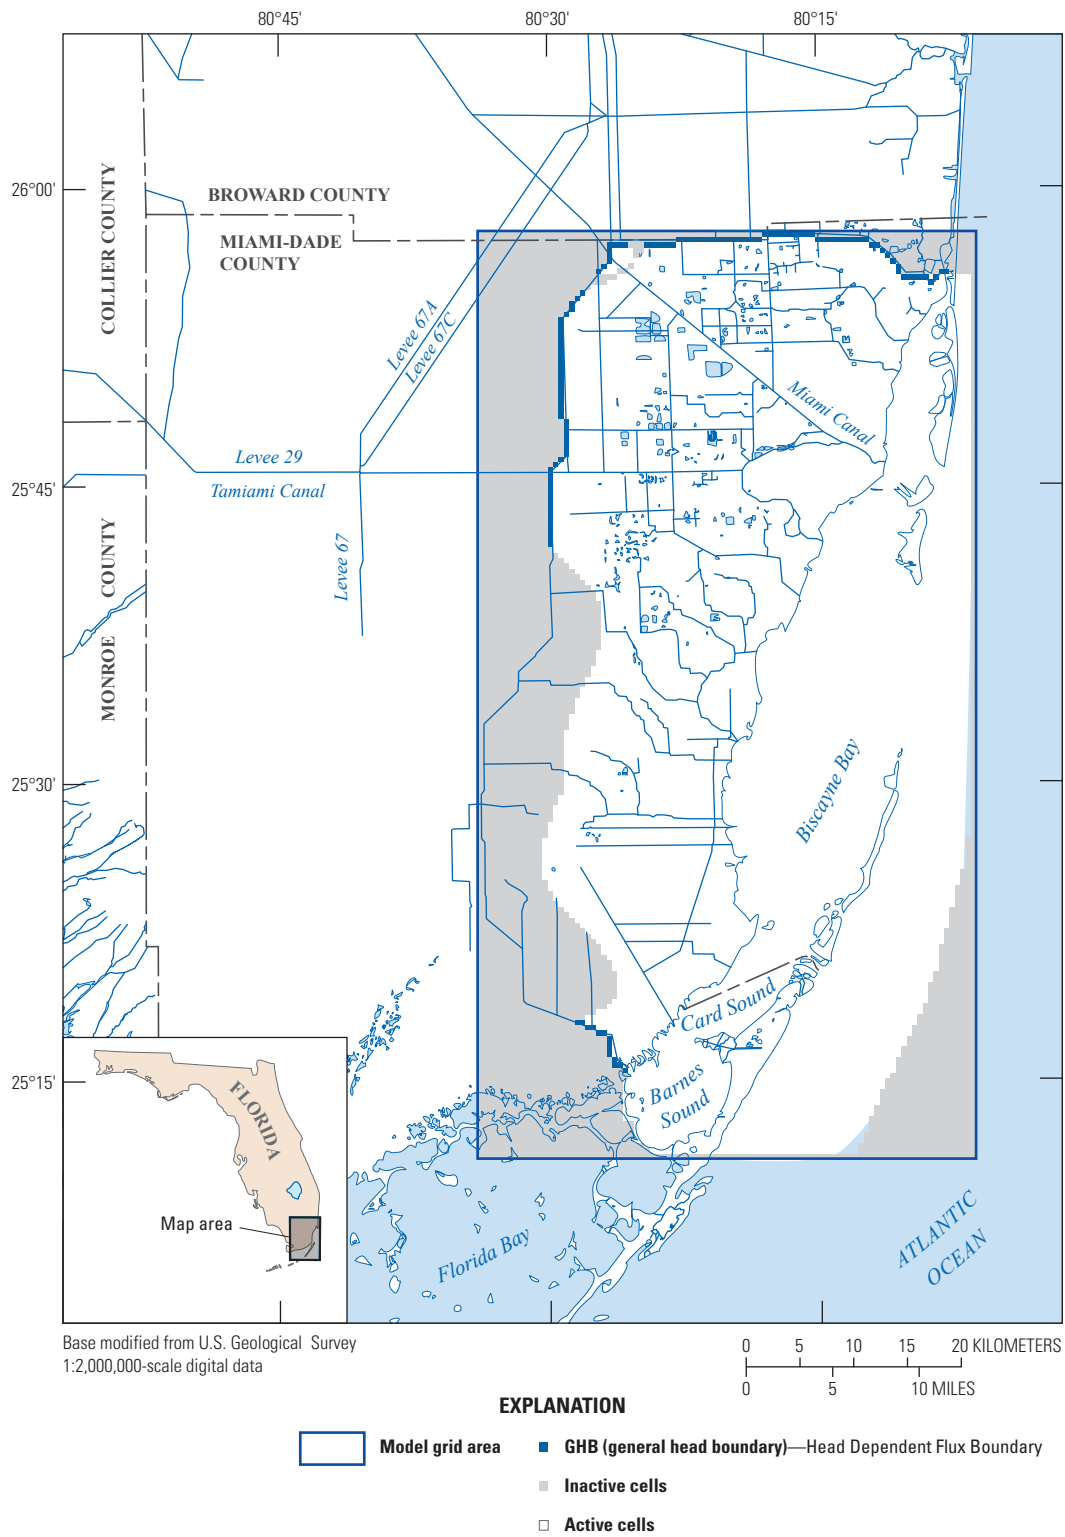 80°45'
80°30'
80°15'
26°00'
25°45'
25°30'
25°15'
COLLIER COUNTY
BROWARD COUNTY
MIAMI-DADE
COUNTY
Levee 67A
Levee 67C
Miami Canal
Levee 29
Tamiami Canal
Levee 67
MONROE COUNTY
Biscayne Bay
Card Sound
Barnes
Sound
FLORIDA
Map area
Florida Bay
ATLANTIC
OCEAN
Base modified from U.S. Geological Survey
1:2,000,000-scale digital data
0 5 10 15 20 KILOMETERS
0 5 10 MILES
EXPLANATION
Model grid area
GHB (general head boundary)—Head Dependent Flux Boundary
Inactive cells
Active cells